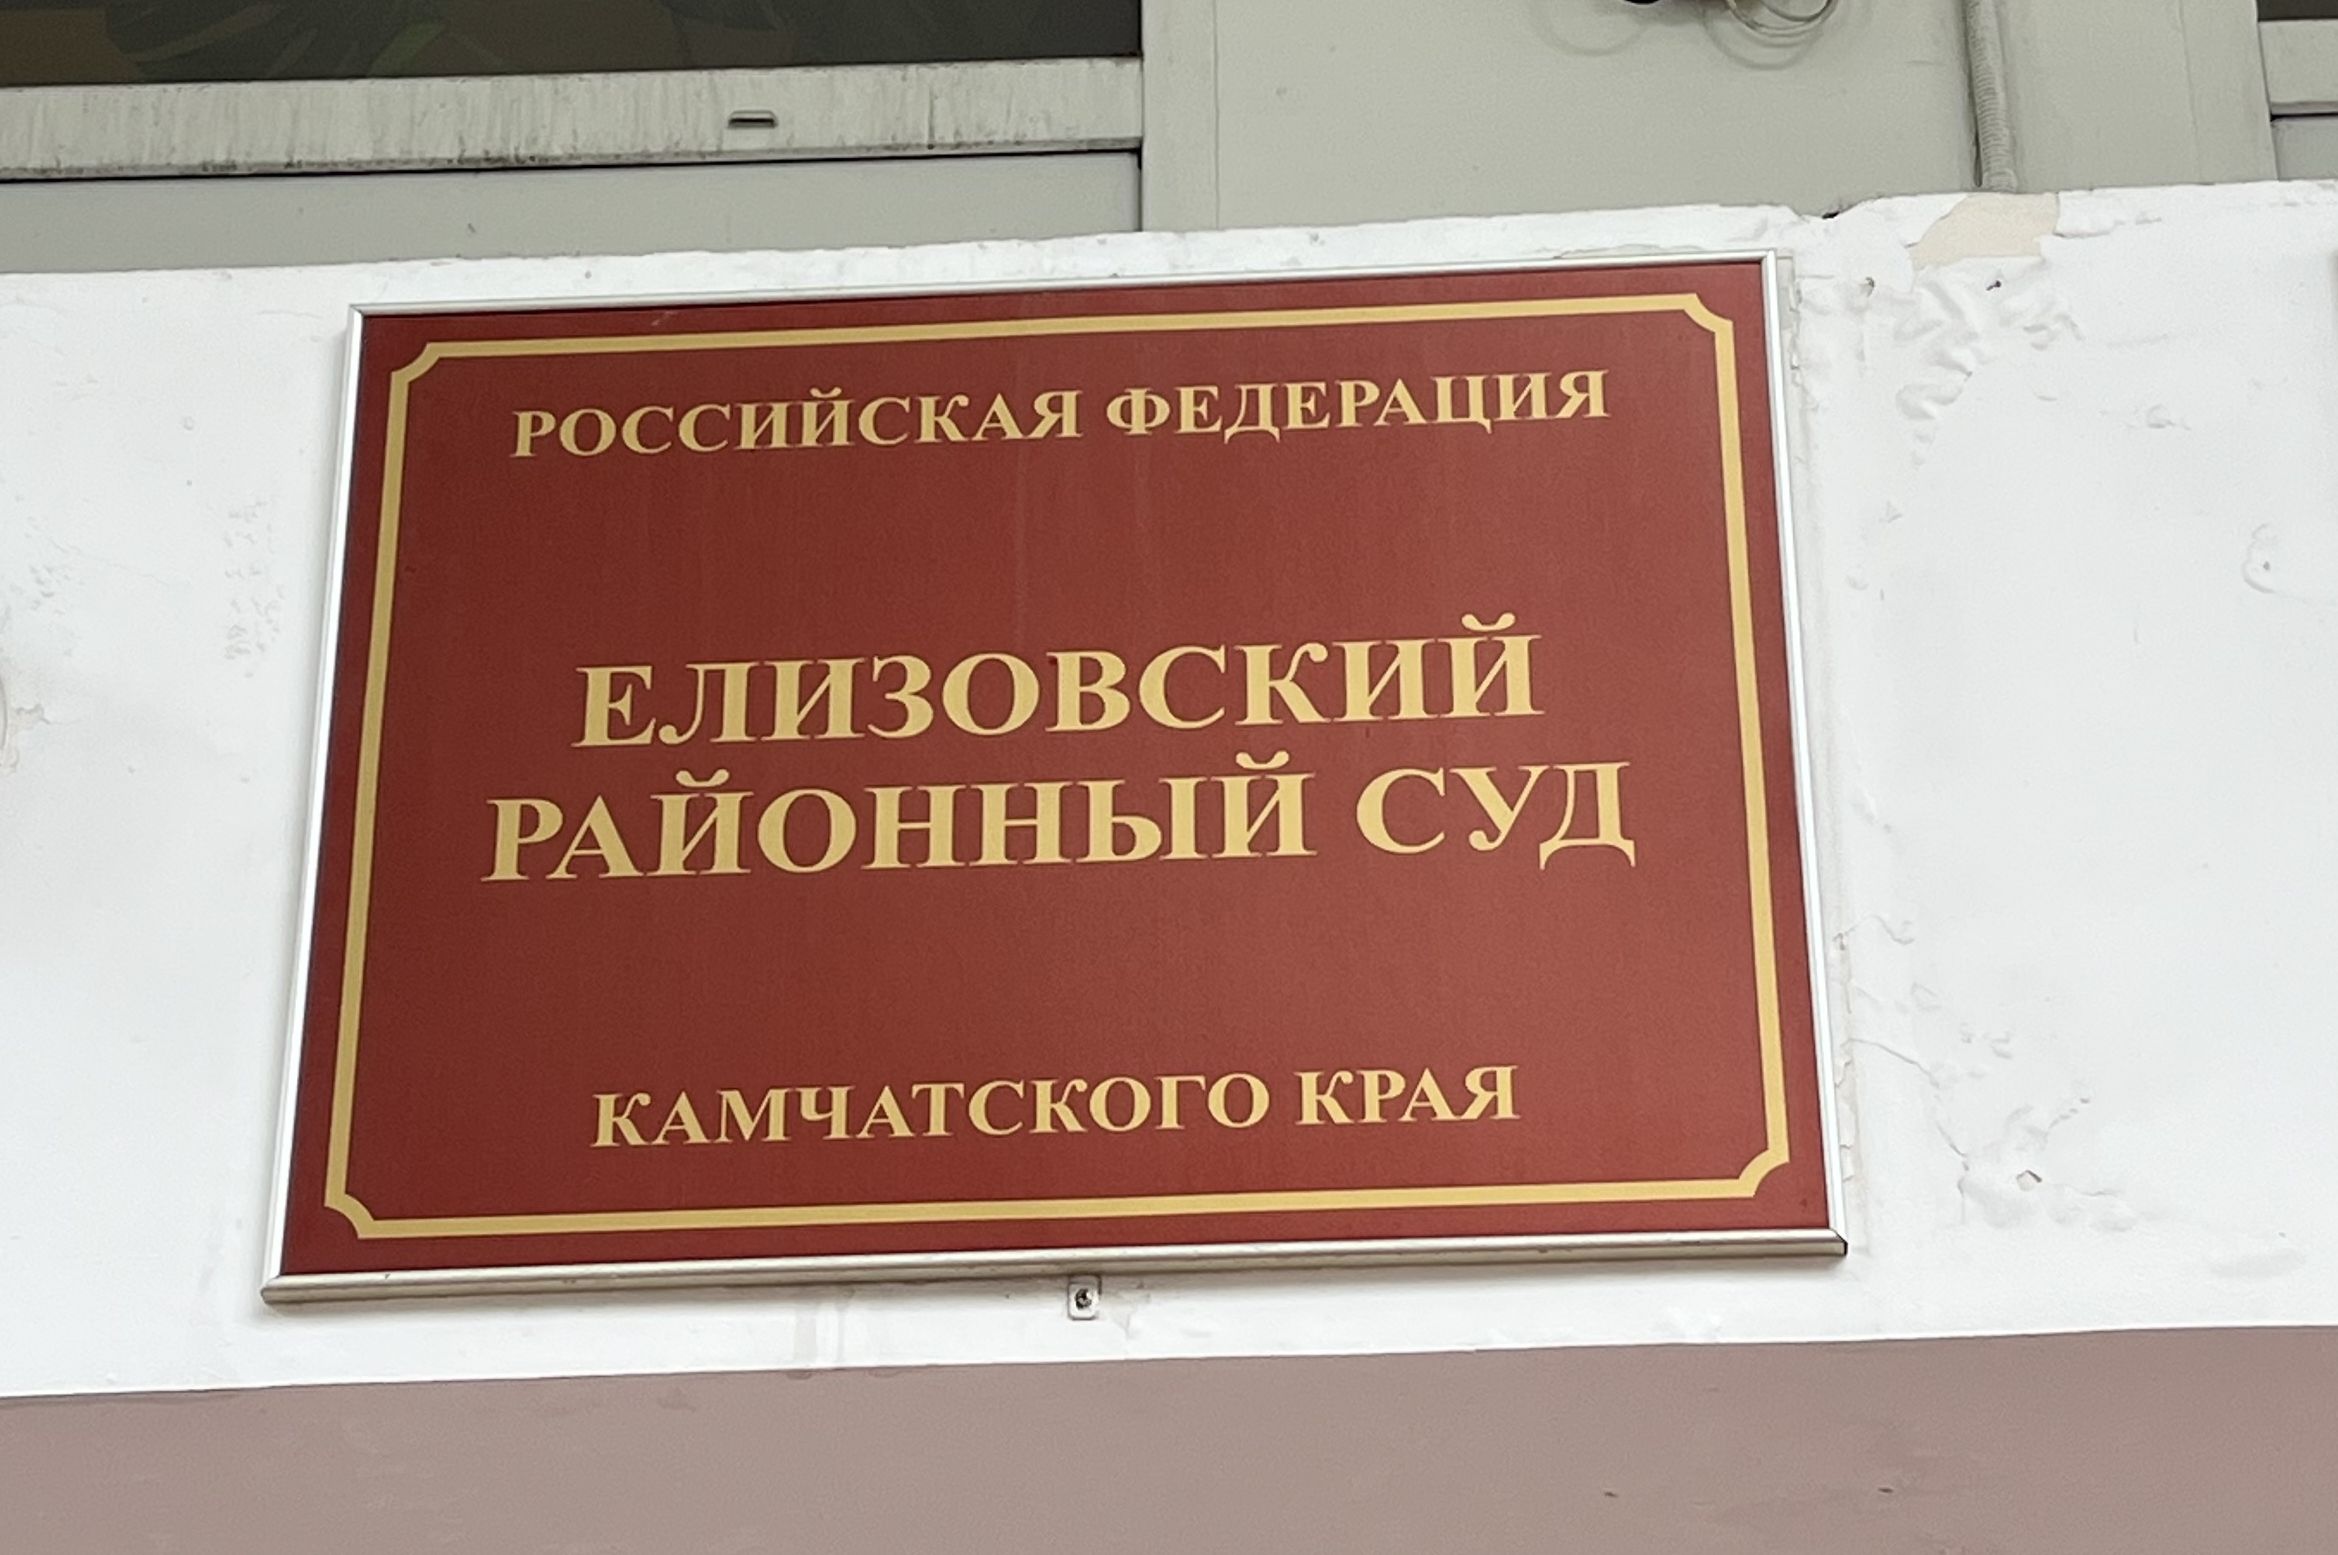 РОССИЙСКАЯ ФЕДЕРАЦИЯ
ЕЛИЗОВСКИЙ
РАЙОННЫЙ СУД
КАМЧАТСКОГО КРАЯ